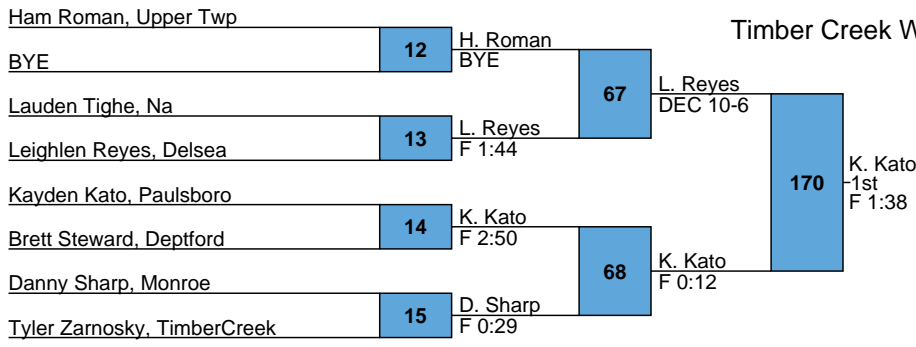 Ham Roman, Upper Twp
BYE
12
H. Roman
BYE
Timber Creek W
67
L. Reyes
DEC 10-6
Lauden Tighe, Na
Leighlen Reyes, Delsea
13
L. Reyes
F 1:44
170
K. Kato
1st
F 1:38
Kayden Kato, Paulsboro
Brett Steward, Deptford
14
K. Kato
F 2:50
68
K. Kato
F 0:12
Danny Sharp, Monroe
Tyler Zarnosky, TimberCreek
15
D. Sharp
F 0:29